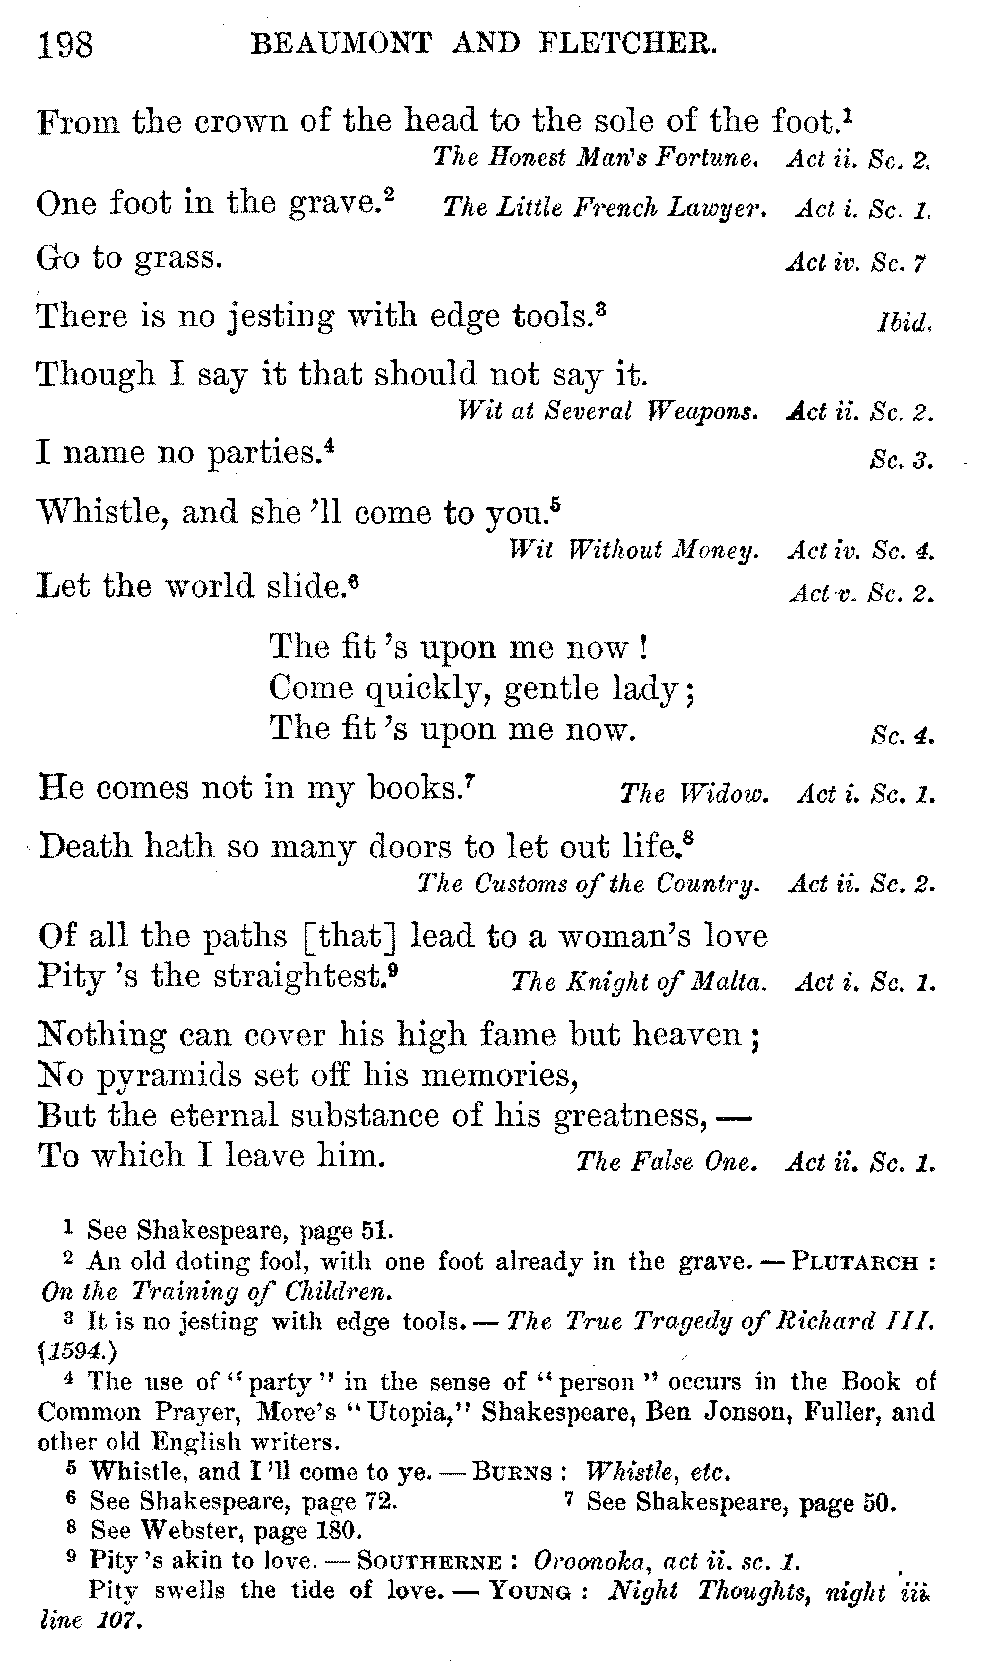 198 BEAUMONT AND FLETCHER.
From the crown of the head to the sole of the foot.¹
The Honest Man's Fortune. Act ii. Sc. 2.
One foot in the grave.² The Little French Lawyer. Act i. Sc. 1.
Go to grass. Act iv. Sc. 7
There is no jesting with edge tools.³ Ibid.
Though I say it that should not say it.
Wit at Several Weapons. Act ii. Sc. 2.
I name no parties.⁴ Sc. 3.
Whistle, and she 'll come to you.⁵
Wit Without Money. Act iv. Sc. 4.
Let the world slide.⁶ Act v. Sc. 2.
The fit 's upon me now !
Come quickly, gentle lady ;
The fit 's upon me now. Sc. 4.
He comes not in my books.⁷ The Widow. Act i. Sc. 1.
Death hath so many doors to let out life.⁸
The Customs of the Country. Act ii. Sc. 2.
Of all the paths [that] lead to a woman's love
Pity 's the straightest.⁹ The Knight of Malta. Act i. Sc. 1.
Nothing can cover his high fame but heaven ;
No pyramids set off his memories,
But the eternal substance of his greatness, —
To which I leave him. The False One. Act ii. Sc. 1.
¹ See Shakespeare, page 51.
² An old doting fool, with one foot already in the grave. — PLUTARCH :
On the Training of Children.
³ It is no jesting with edge tools. — The True Tragedy of Richard III.
(1594.)
⁴ The use of "party" in the sense of "person" occurs in the Book of
Common Prayer, More's "Utopia," Shakespeare, Ben Jonson, Fuller, and
other old English writers.
⁵ Whistle, and I 'll come to ye. — BURNS : Whistle, etc.
⁶ See Shakespeare, page 72. ⁷ See Shakespeare, page 50.
⁸ See Webster, page 180.
⁹ Pity 's akin to love. — SOUTHERNE : Oroonoka, act ii. sc. 1.
Pity swells the tide of love. — YOUNG : Night Thoughts, night iii.
line 107.